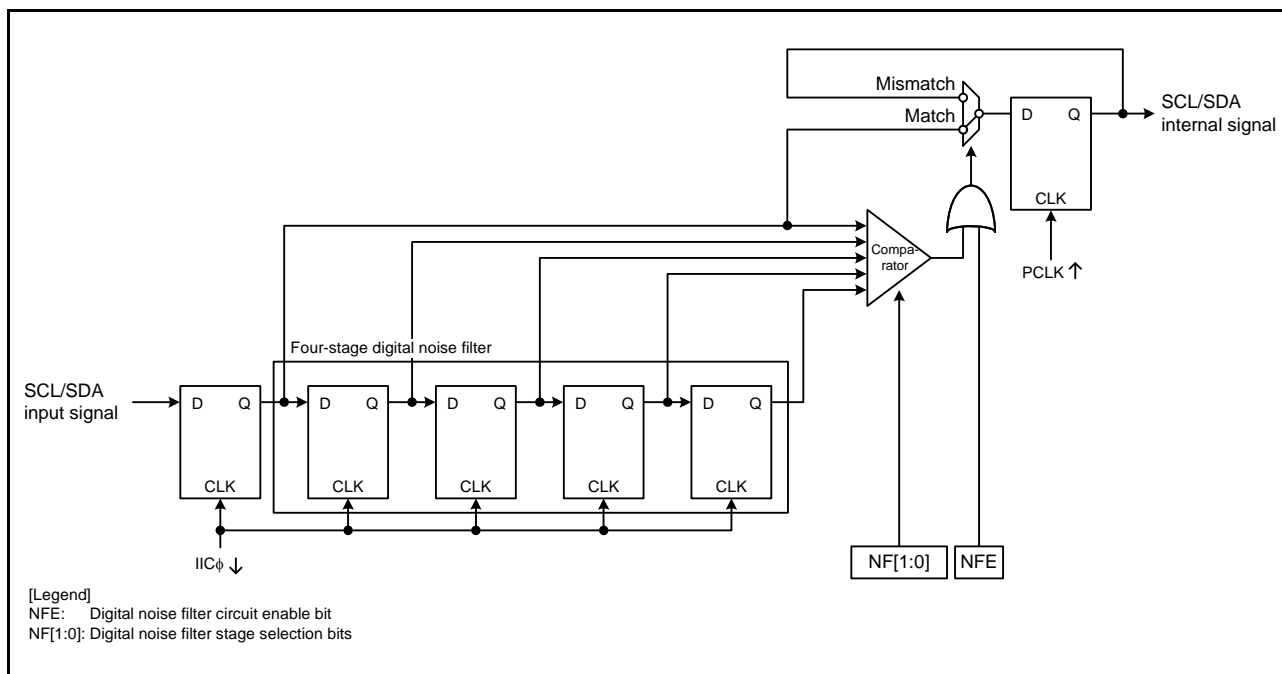 Mismatch
Match
SCL/SDA
internal signal
D Q
CLK
PCLK ↑
Compa-
rator
Four-stage digital noise filter
SCL/SDA
input signal
D Q D Q D Q D Q D Q
CLK CLK CLK CLK CLK
IICφ ↓
NF[1:0] NFE
[Legend]
NFE: Digital noise filter circuit enable bit
NF[1:0]: Digital noise filter stage selection bits